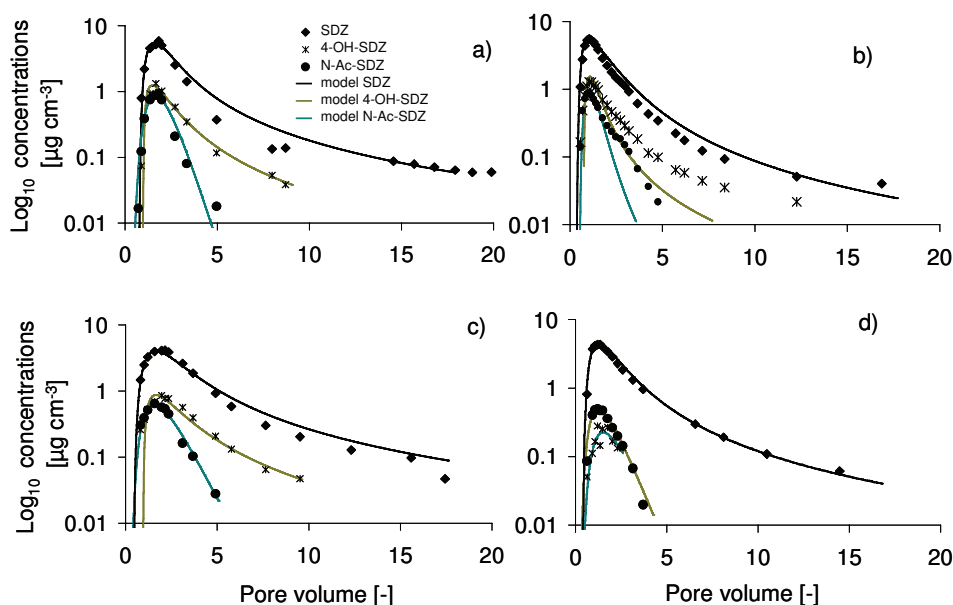 Log10 concentrations
[µg cm-3]
10
1
0.1
0.01
0 5 10 15 20
a)
SDZ
4-OH-SDZ
N-Ac-SDZ
model SDZ
model 4-OH-SDZ
model N-Ac-SDZ
10
1
0.1
0.01
0 5 10 15 20
b)
Log10 concentrations
[µg cm-3]
10
1
0.1
0.01
0 5 10 15 20
c)
Pore volume [-]
10
1
0.1
0.01
0 5 10 15 20
d)
Pore volume [-]